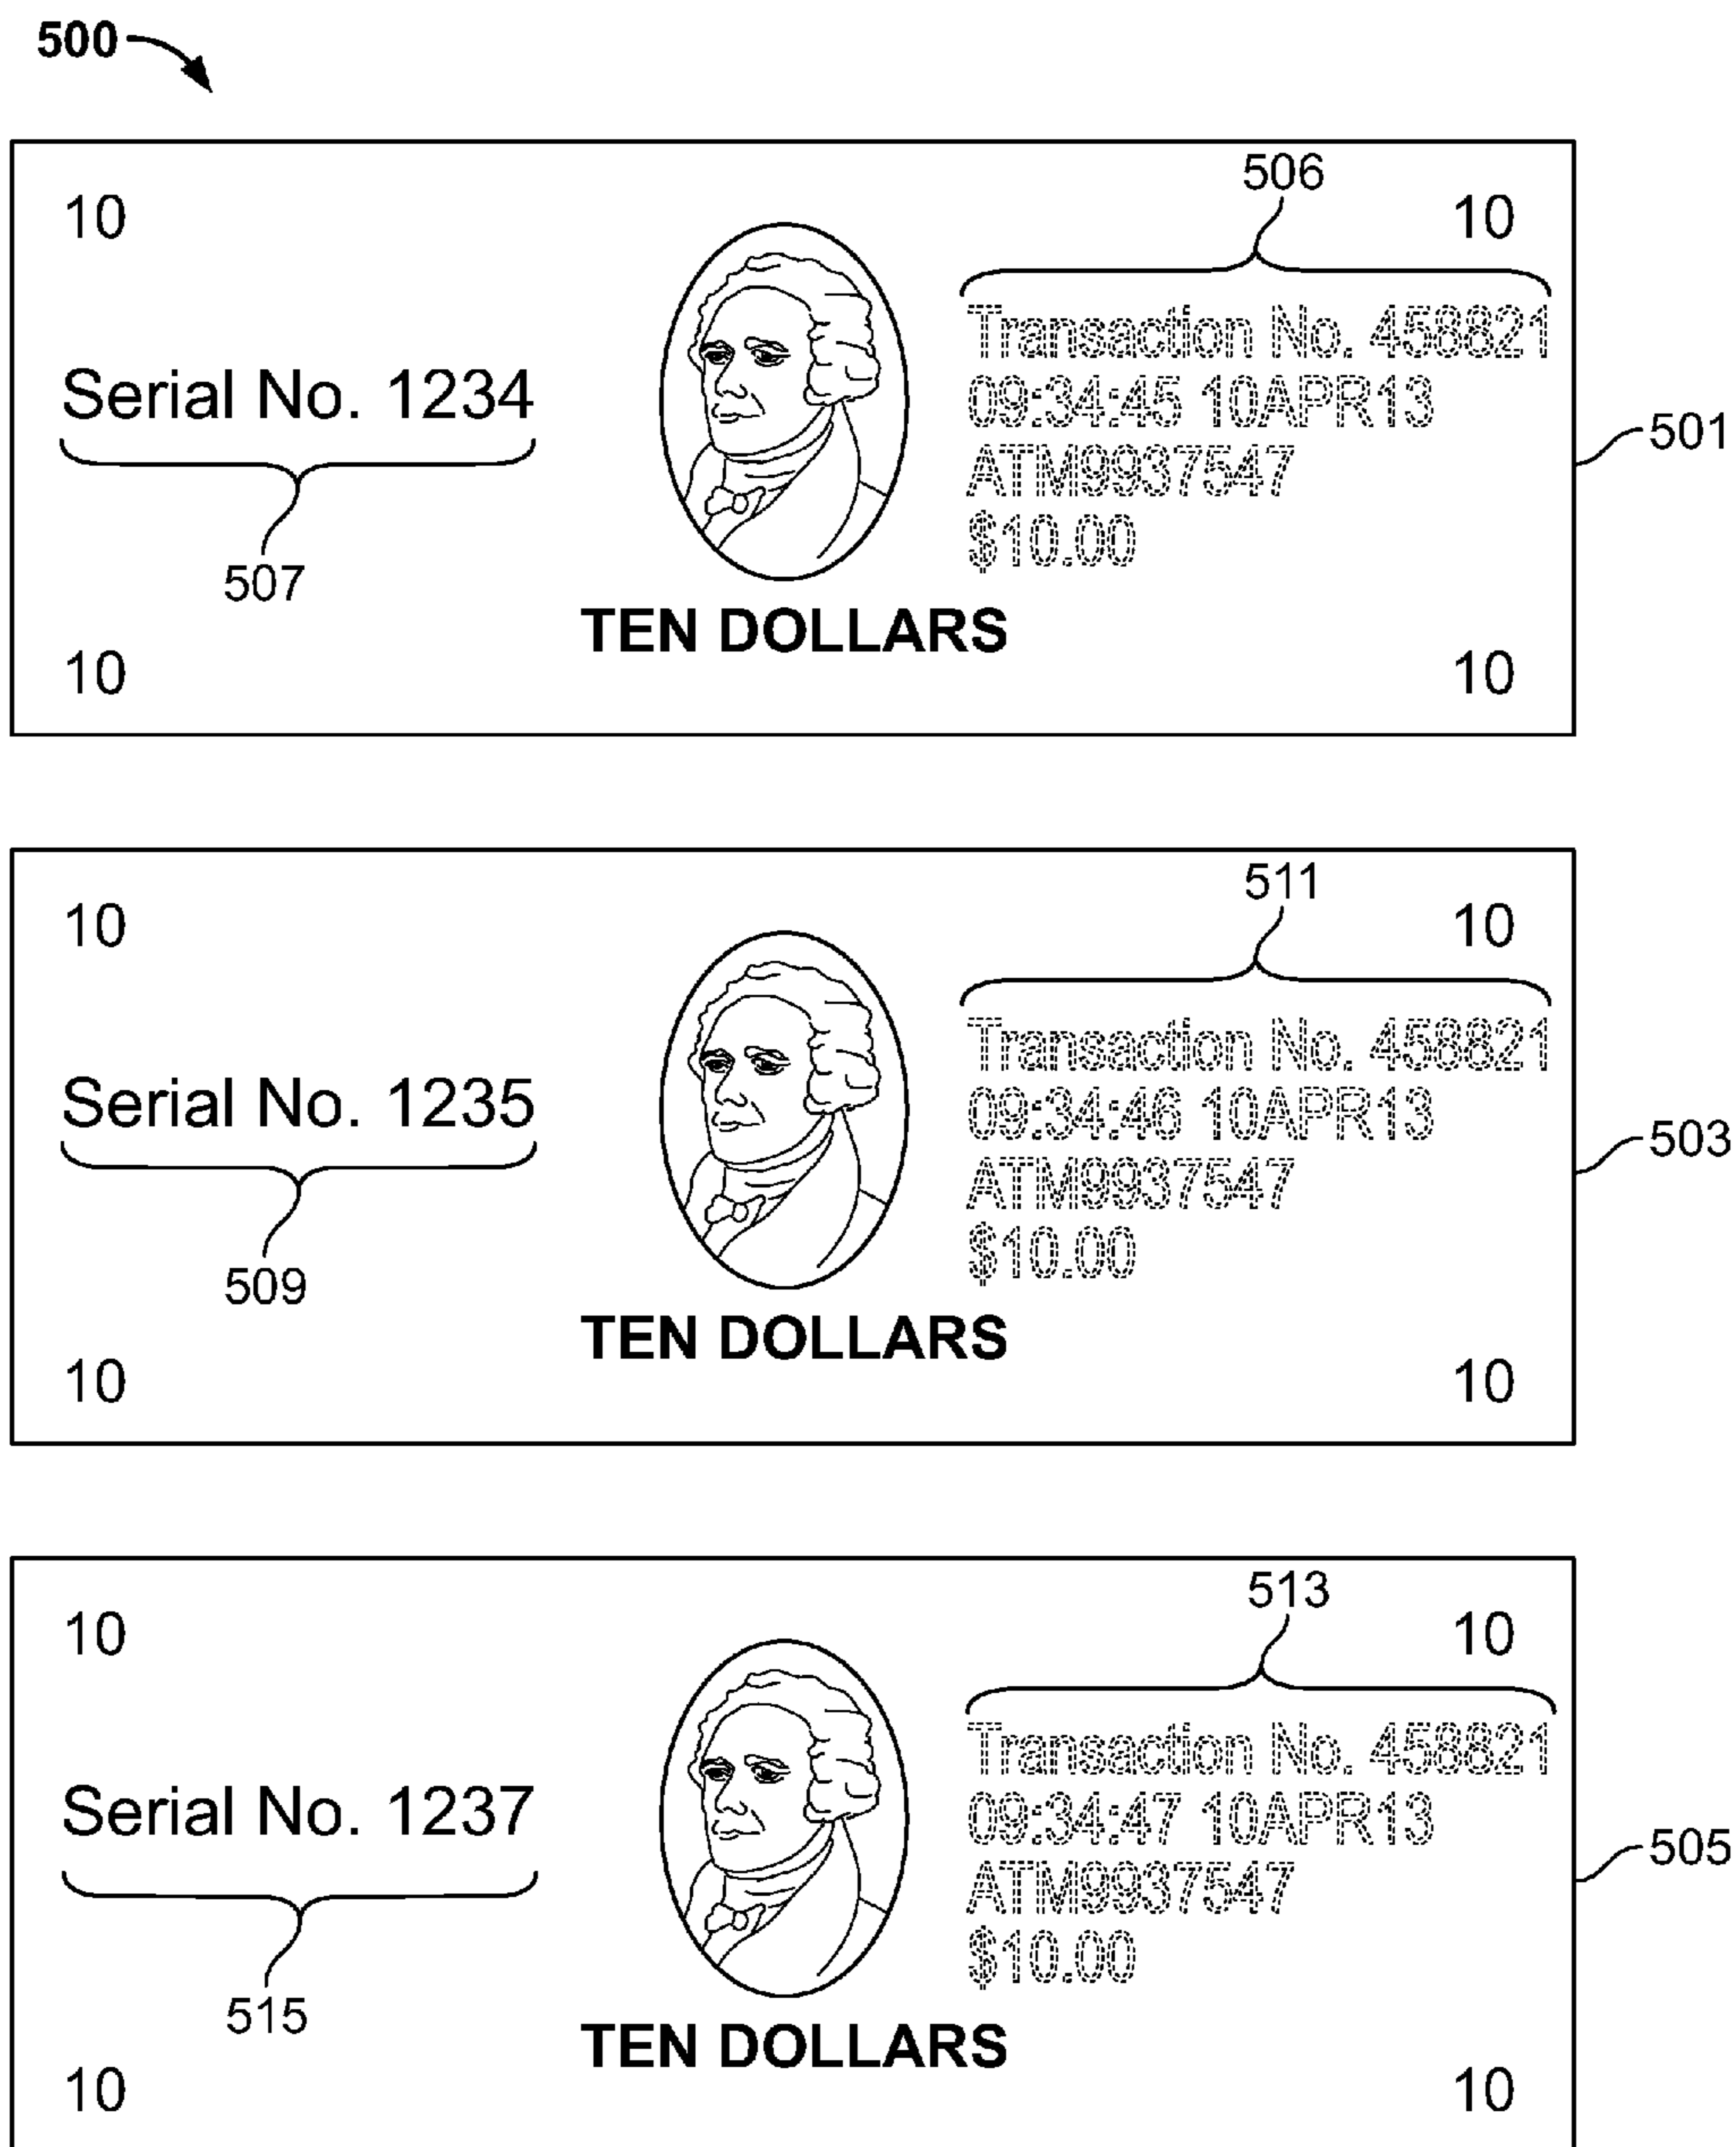 500
506
10 10
Transaction No. 458821
09:34:45 10APR13
Serial No. 1234
ATM9937547
501
$10.00
507
TEN DOLLARS
10 10
511
10 10
Transaction No. 458821
09:34:46 10APR13
Serial No. 1235
ATM9937547
503
$10.00
509
TEN DOLLARS
10 10
513
10 10
Transaction No. 458821
09:34:47 10APR13
Serial No. 1237
ATM9937547
505
$10.00
515
TEN DOLLARS
10 10